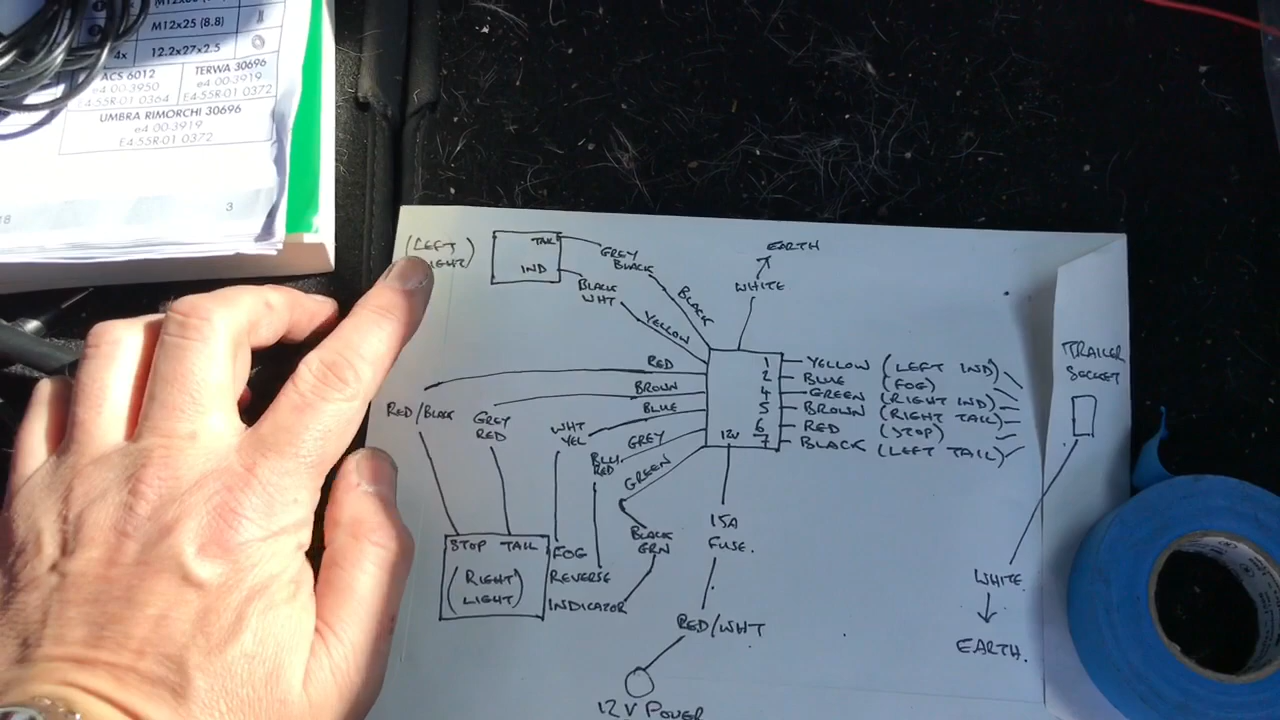 M12x25 (8.8)
4x 12.2x27x2.5
ACS 6012 TERWA 30696
e4 00-3950 e4 00-3919
E4-55R-01 0364 E4-55R-01 0372
UMBRA RIMORCHI 30696
e4 00-3919
E4-55R-01 0372
3
(LEFT
TAIL
IND
GREY
BLACK
BLACK
WHT
BLACK
YELLOW
EARTH
WHITE
RED
BROWN
BLUE
GREY
GREEN
RED/BLACK
GREY
RED
WHT
YEL
BLU
RED
BLACK
GRN
1 YELLOW (LEFT IND)
2 BLUE (FOG)
4 GREEN (RIGHT IND)
5 BROWN (RIGHT TAIL)
6 RED (STOP)
7 BLACK (LEFT TAIL)
12V
TRAILER
SOCKET
WHITE
EARTH.
STOP TAIL
(RIGHT
LIGHT)
FOG
REVERSE
INDICATOR
15A
FUSE.
RED/WHT
12V POWER